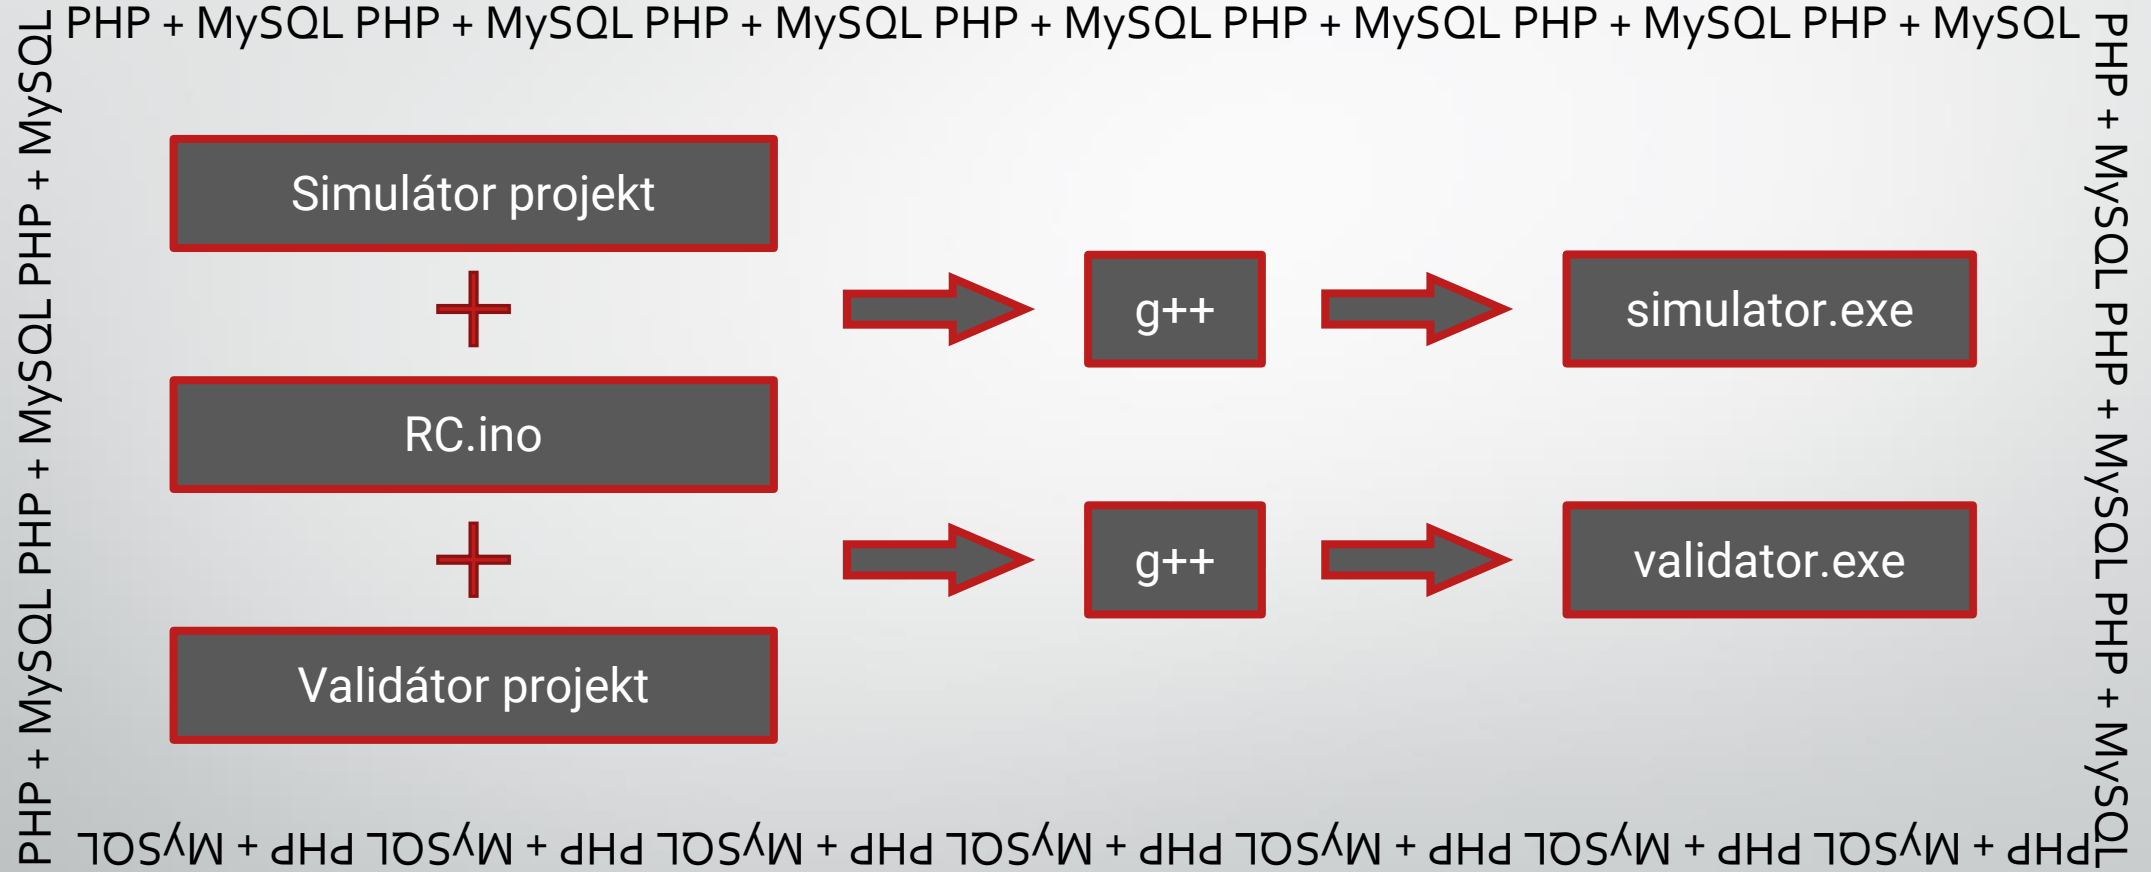 PHP + MySQL PHP + MySQL PHP + MySQL PHP + MySQL PHP + MySQL PHP + MySQL PHP + MySQL
PHP + MySQL PHP + MySQL PHP + MySQL
Simulátor projekt
+
RC.ino
+
Validátor projekt
g++
simulator.exe
g++
validator.exe
PHP + MySQL PHP + MySQL PHP + MySQL
PHP + MySQL PHP + MySQL PHP + MySQL PHP + MySQL PHP + MySQL PHP + MySQL PHP + MySQL